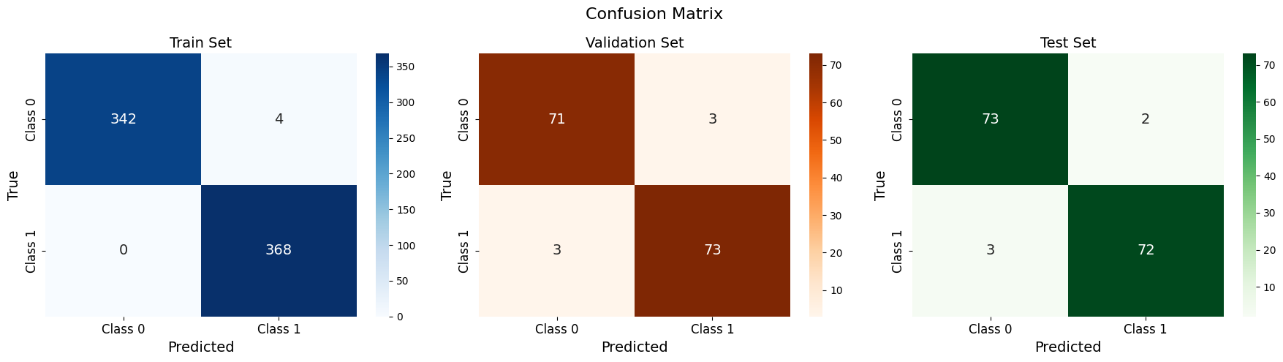 Confusion Matrix
Train Set
Class 0
Class 1
True
342
4
0
368
Class 0
Class 1
Predicted
350
300
250
200
150
100
50
0
Validation Set
Class 0
Class 1
True
71
3
3
73
Class 0
Class 1
Predicted
70
60
50
40
30
20
10
Test Set
Class 0
Class 1
True
73
2
3
72
Class 0
Class 1
Predicted
70
60
50
40
30
20
10